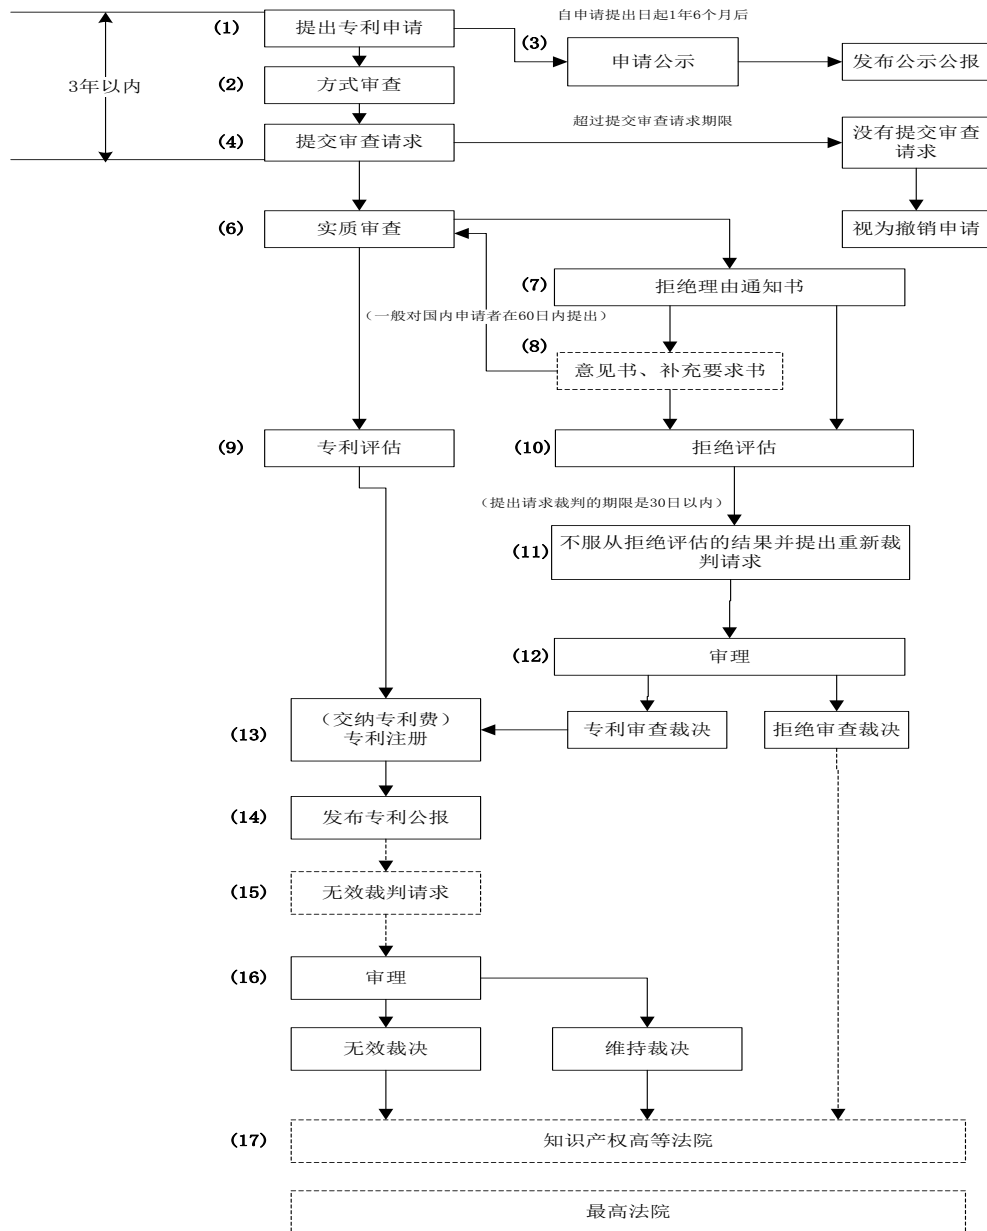 自申请提出日起1年6个月后
(1)
提出专利申请
(3)
申请公示
发布公示公报
3年以内
(2)
方式审查
超过提交审查请求期限
(4)
提交审查请求
没有提交审查
请求
(6)
实质审查
视为撤销申请
(7)
拒绝理由通知书
（一般对国内申请者在60日内提出）
(8)
意见书、补充要求书
(9)
专利评估
(10)
拒绝评估
（提出请求裁判的期限是30日以内）
(11)
不服从拒绝评估的结果并提出重新裁
判请求
(12)
审理
(13)
（交纳专利费）
专利注册
专利审查裁决
拒绝审查裁决
(14)
发布专利公报
(15)
无效裁判请求
(16)
审理
无效裁决
维持裁决
(17)
知识产权高等法院
最高法院